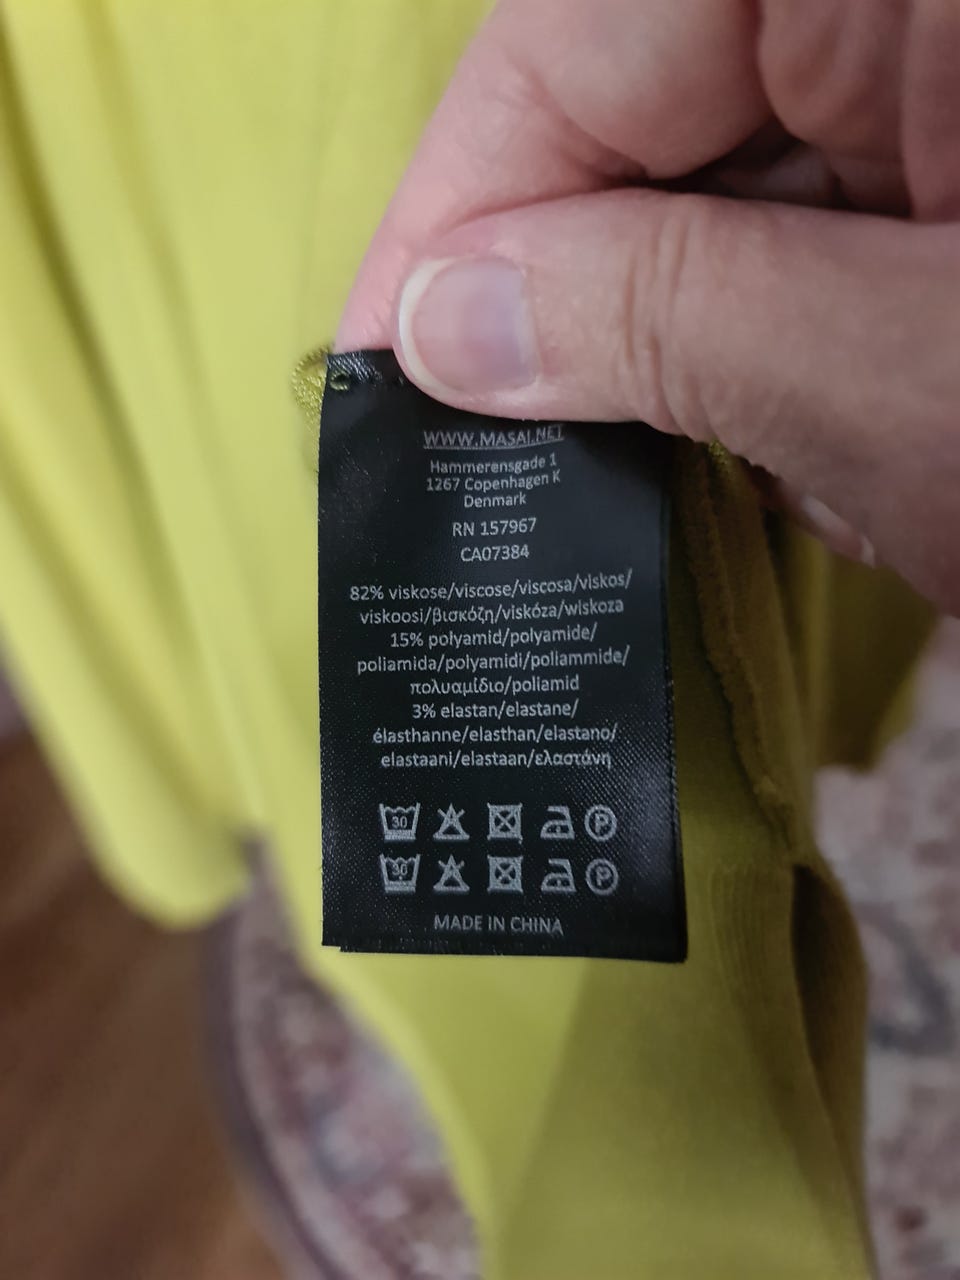 WWW.MASAI.NET
Hammerensgade 1
1267 Copenhagen K
Denmark
RN 157967
CA07384
82% viskose/viscose/viscosa/viskos/
viskoosi/βισκόζη/viskóza/wiskoza
15% polyamid/polyamide/
poliamida/polyamidi/poliammide/
πολυαμίδιο/poliamid
3% elastan/elastane/
élasthanne/elasthan/elastano/
elastaani/elastaan/ελαστάνη
30 P
30 P
MADE IN CHINA